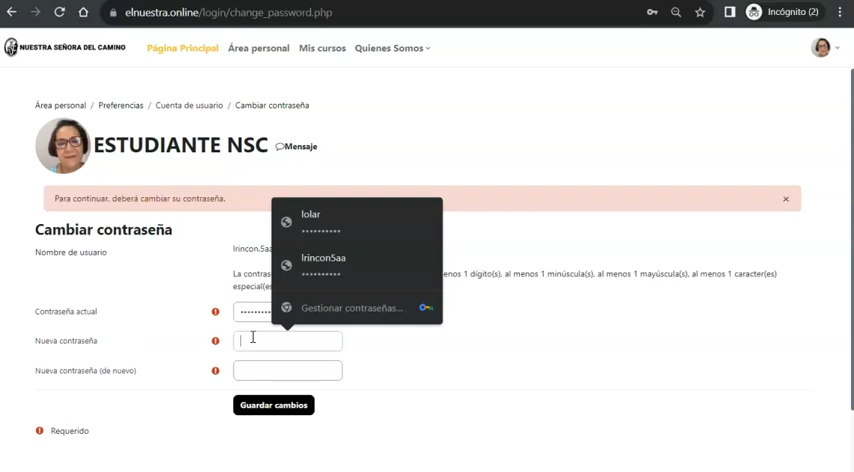 elnuestra.online/login/change_password.php
Incógnito (2)
NUESTRA SEÑORA DEL CAMINO
Página Principal
Área personal
Mis cursos
Quienes Somos
Área personal / Preferencias / Cuenta de usuario / Cambiar contraseña
ESTUDIANTE NSC
Mensaje
Para continuar, deberá cambiar su contraseña.
×
Cambiar contraseña
Nombre de usuario
lrincon.5aa
La contras
enos 1 dígito(s), al menos 1 minúscula(s), al menos 1 mayúscula(s), al menos 1 caracter(es)
especial(es
lolar
••••••••••
lrincon5aa
••••••••••
Gestionar contraseñas...
Contraseña actual
Nueva contraseña
Nueva contraseña (de nuevo)
Guardar cambios
Requerido